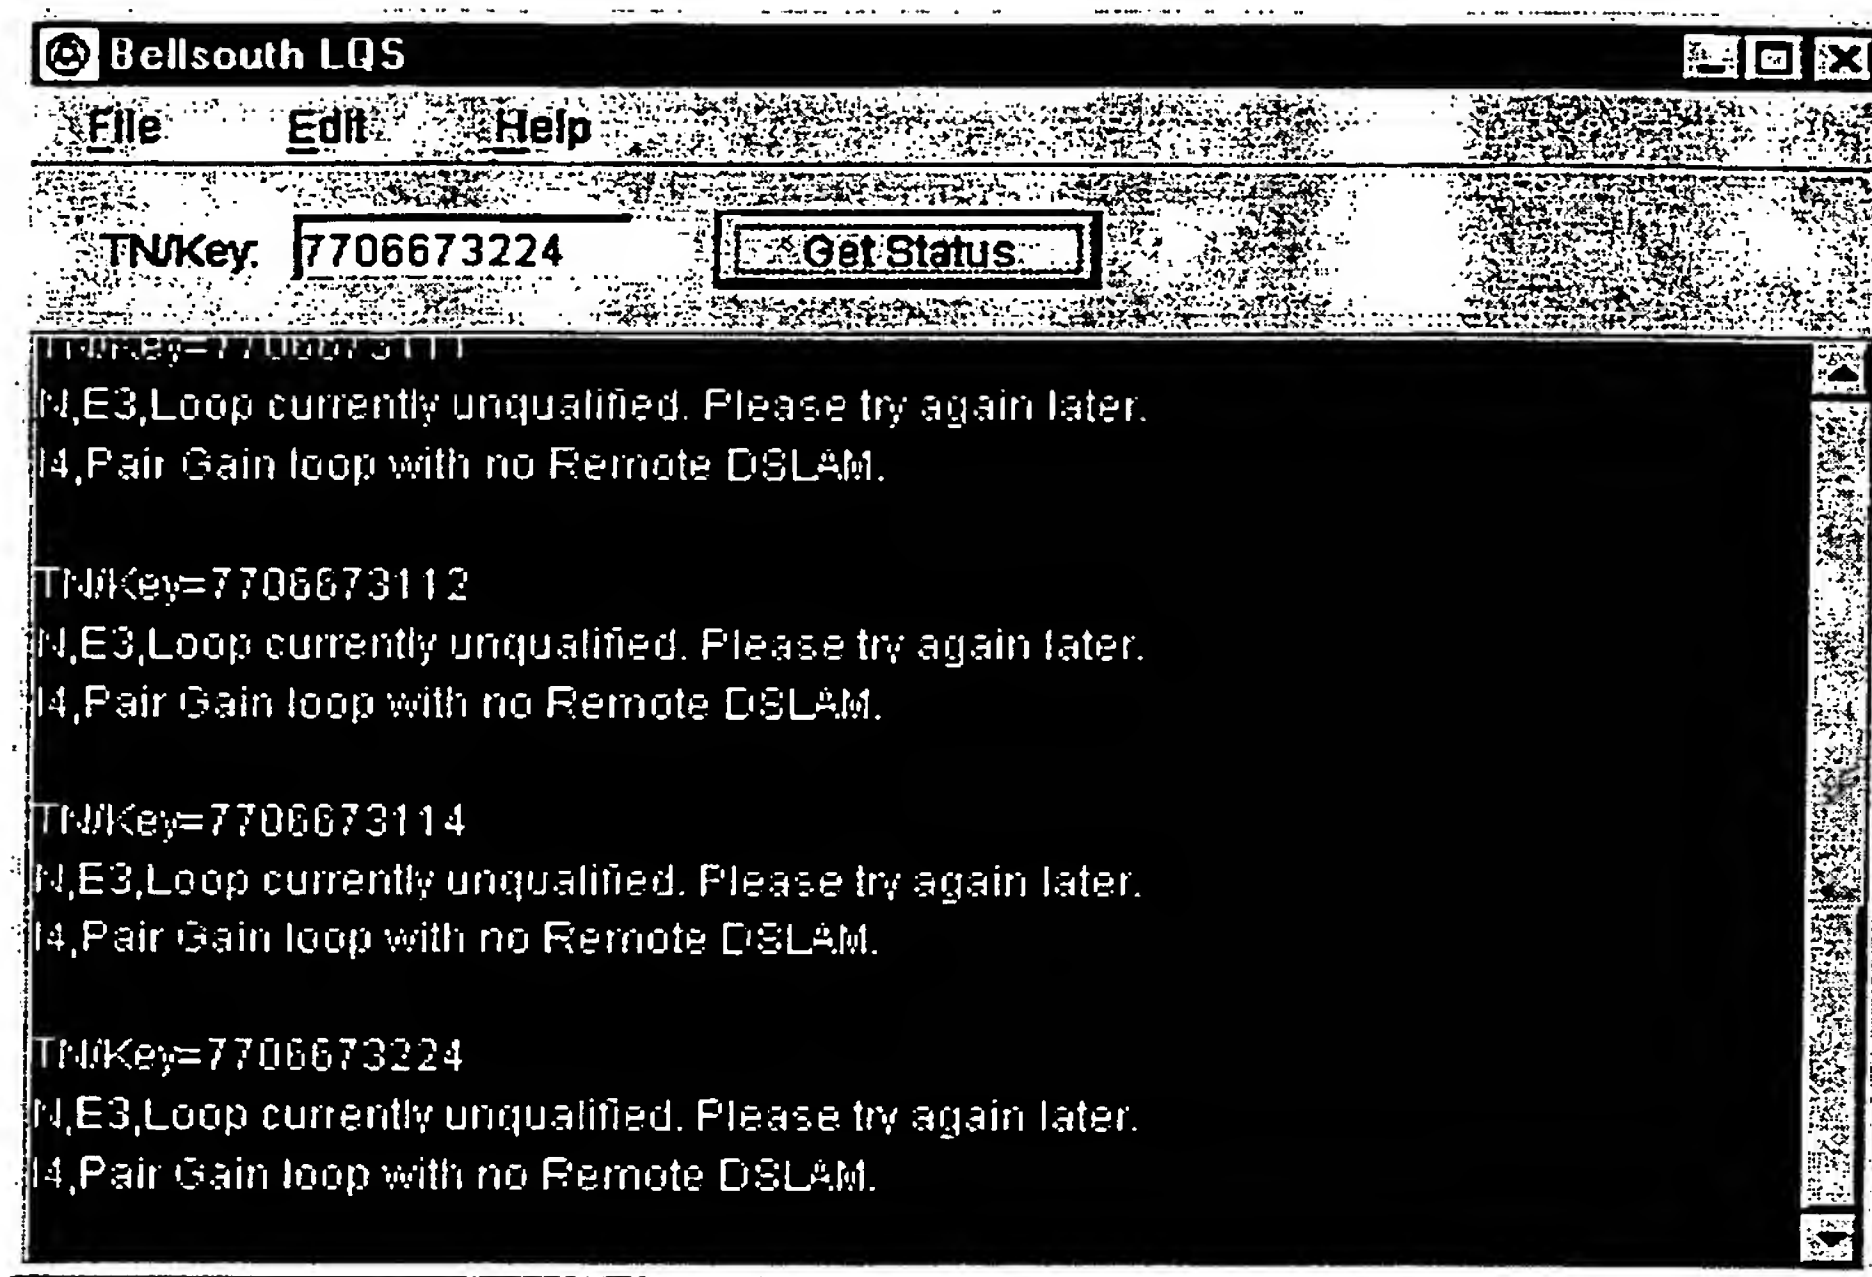 Bellsouth LQS
File Edit Help
TN/Key: 7706673224 Get Status
TN/Key=7706673111
N,E3,Loop currently unqualified. Please try again later.
I4,Pair Gain loop with no Remote DSLAM.
TN/Key=7706673112
N,E3,Loop currently unqualified. Please try again later.
I4,Pair Gain loop with no Remote DSLAM.
TN/Key=7706673114
N,E3,Loop currently unqualified. Please try again later.
I4,Pair Gain loop with no Remote DSLAM.
TN/Key=7706673224
N,E3,Loop currently unqualified. Please try again later.
I4,Pair Gain loop with no Remote DSLAM.